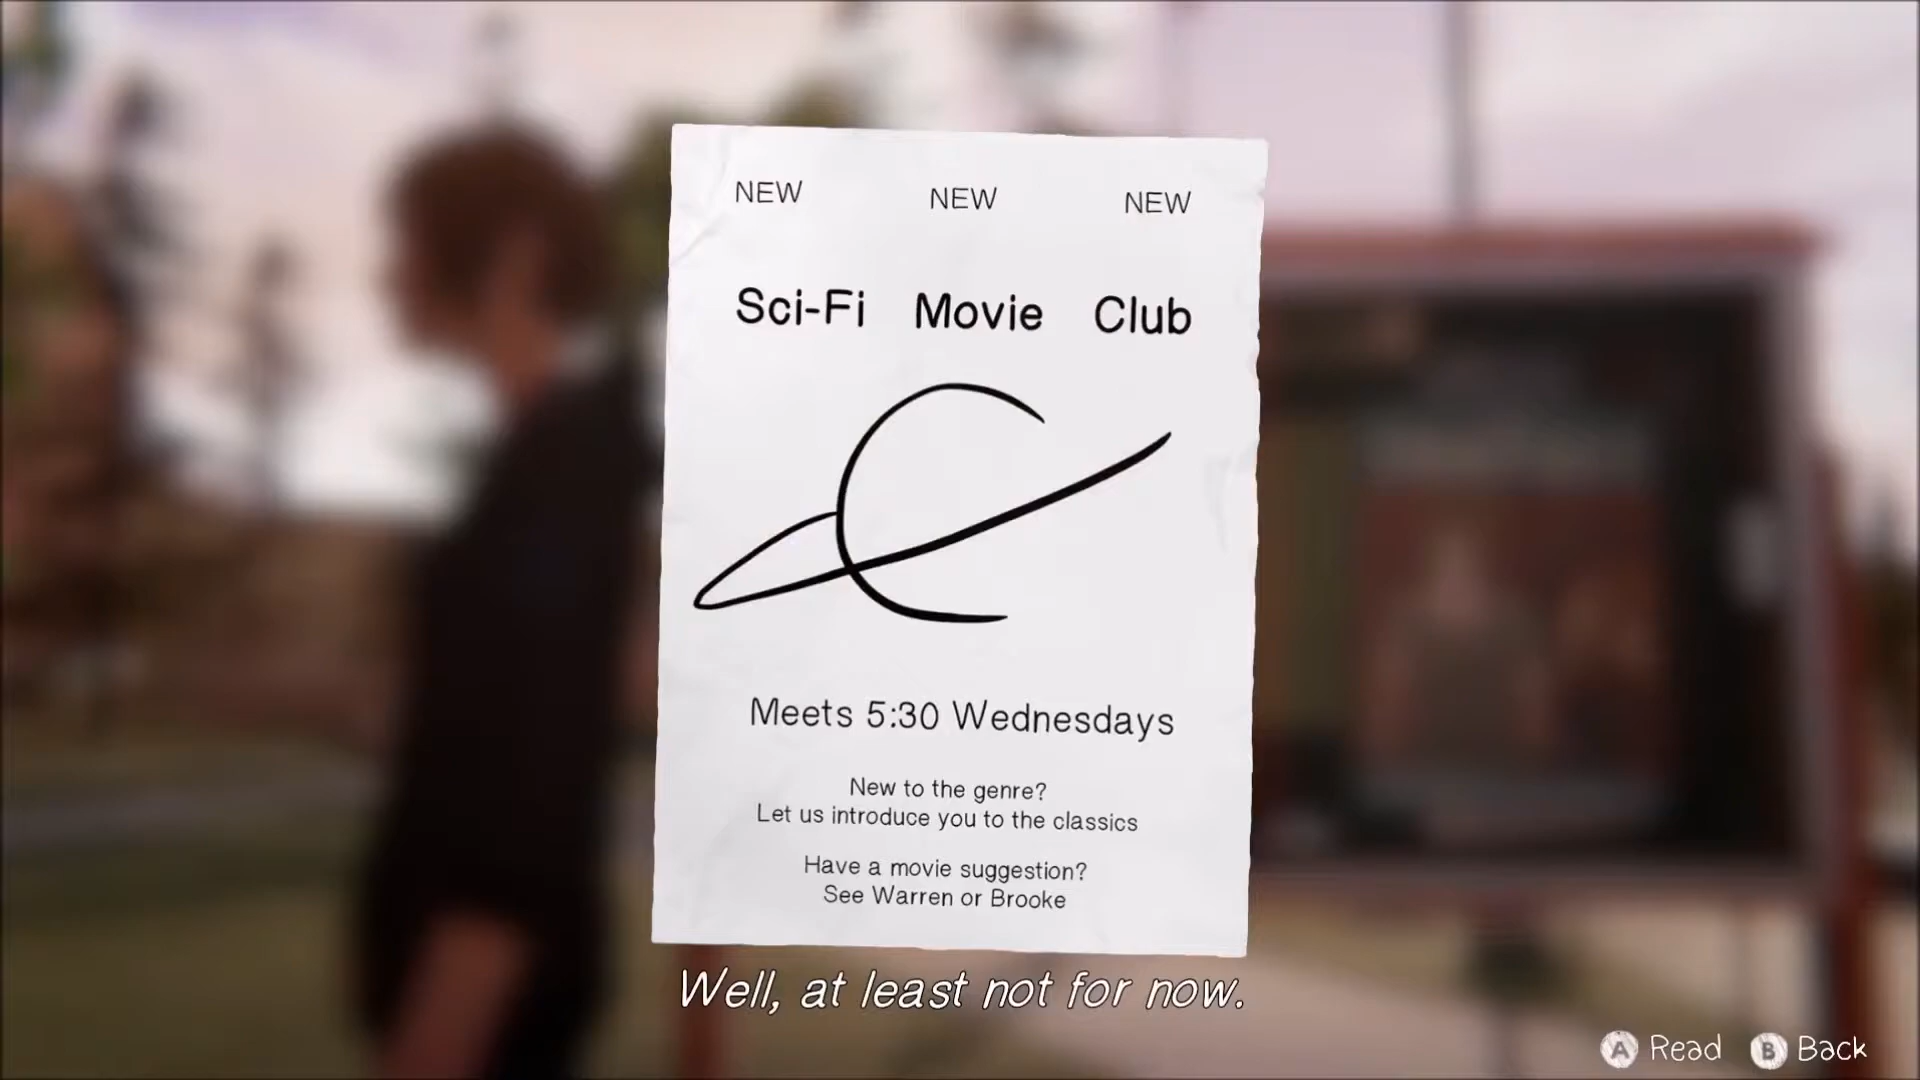 NEW NEW NEW
Sci-Fi Movie Club
Meets 5:30 Wednesdays
New to the genre?
Let us introduce you to the classics
Have a movie suggestion?
See Warren or Brooke
Well, at least not for now.
A Read B Back